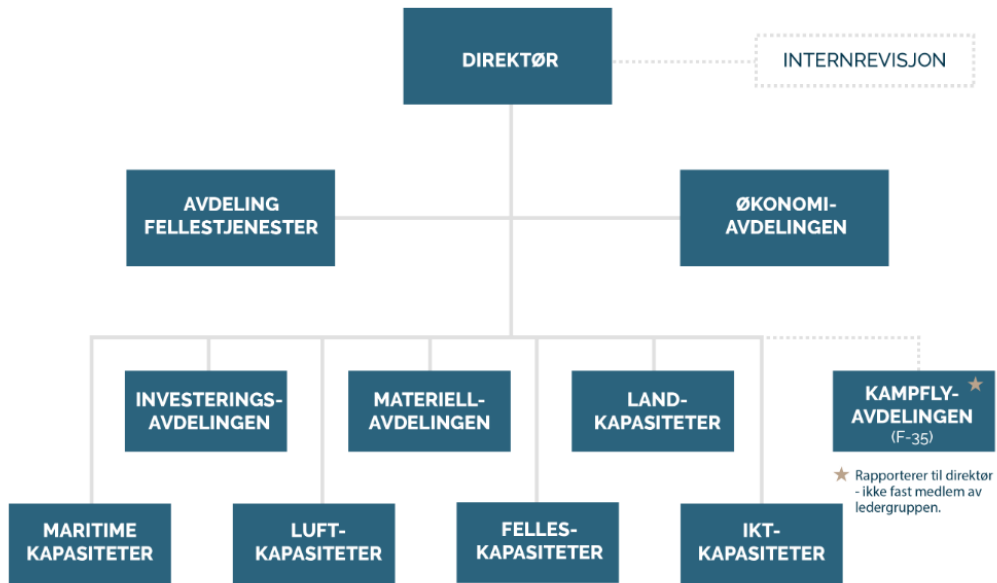 DIREKTØR
INTERNREVISJON
AVDELING
FELLESTJENESTER
ØKONOMI-
AVDELINGEN
INVESTERINGS-
AVDELINGEN
MATERIELL-
AVDELINGEN
LAND-
KAPASITETER
KAMPFLY-
AVDELINGEN
(F-35)
Rapporterer til direktør
- ikke fast medlem av
ledergruppen.
MARITIME
KAPASITETER
LUFT-
KAPASITETER
FELLES-
KAPASITETER
IKT-
KAPASITETER